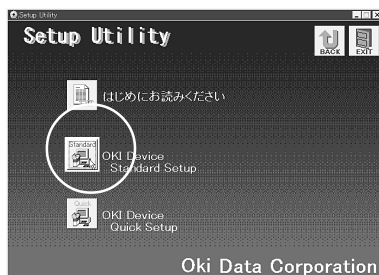 Setup Utility
Setup Utility
BACK
EXIT
はじめにお読みください
Standard
OKI Device
Standard Setup
Quick
OKI Device
Quick Setup
Oki Data Corporation